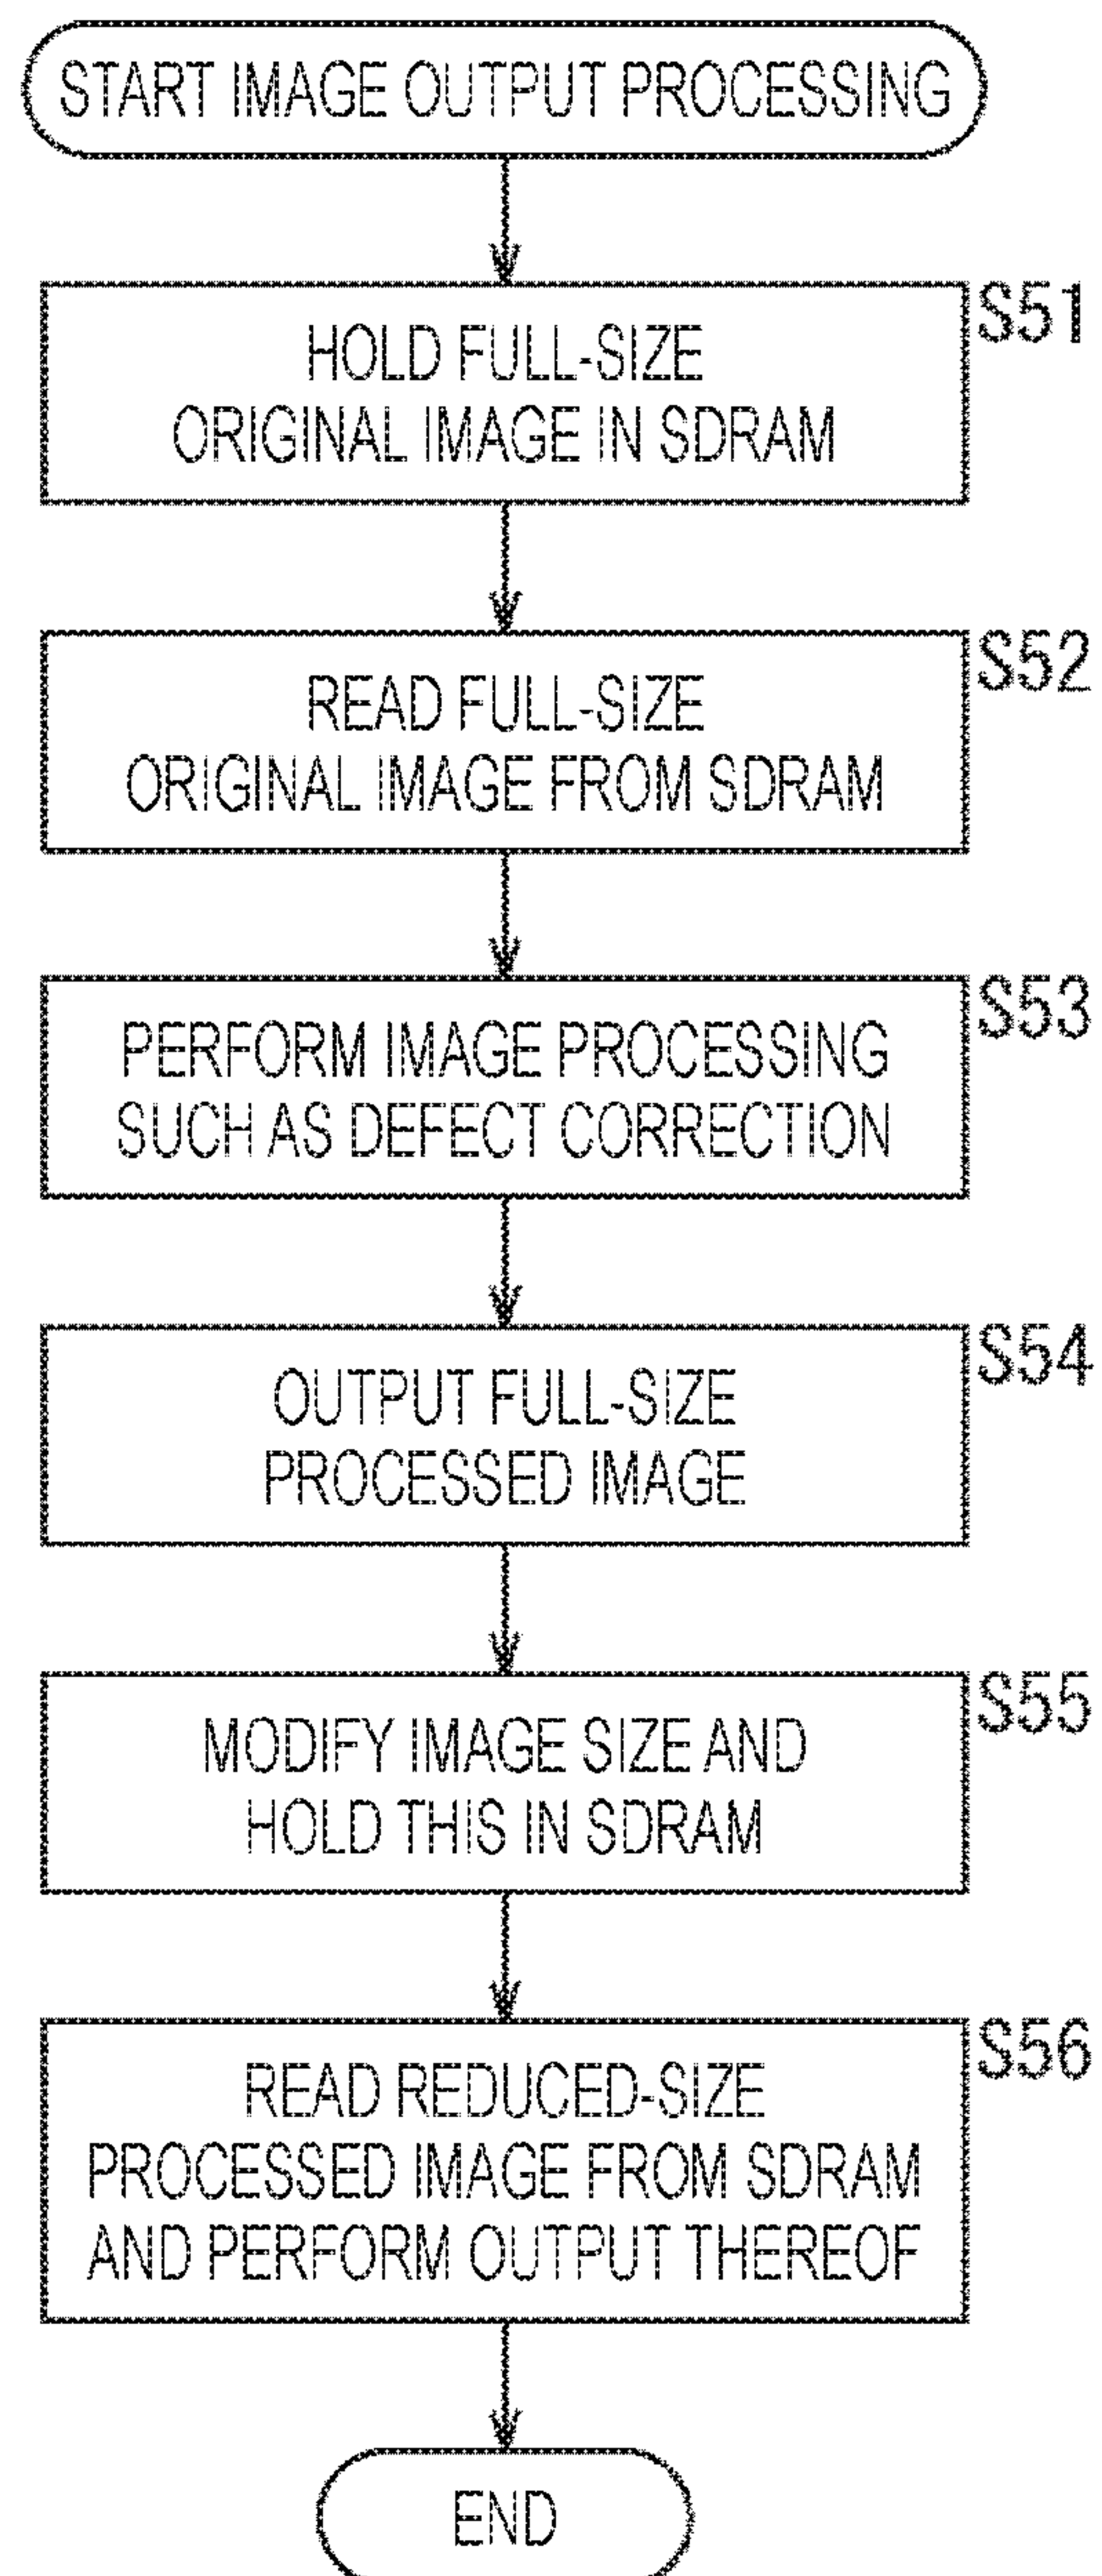 START IMAGE OUTPUT PROCESSING
S51
HOLD FULL-SIZE
ORIGINAL IMAGE IN SDRAM
S52
READ FULL-SIZE
ORIGINAL IMAGE FROM SDRAM
S53
PERFORM IMAGE PROCESSING
SUCH AS DEFECT CORRECTION
S54
OUTPUT FULL-SIZE
PROCESSED IMAGE
S55
MODIFY IMAGE SIZE AND
HOLD THIS IN SDRAM
S56
READ REDUCED-SIZE
PROCESSED IMAGE FROM SDRAM
AND PERFORM OUTPUT THEREOF
END